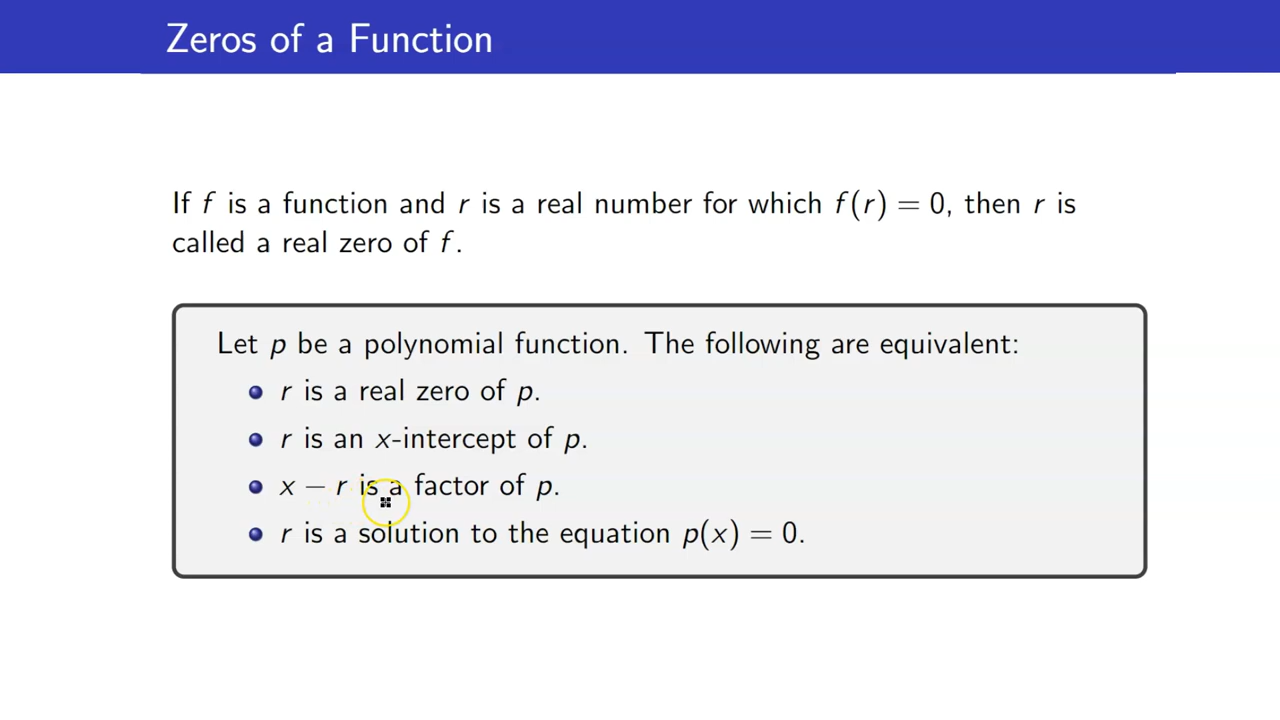 Zeros of a Function
If f is a function and r is a real number for which f(r) = 0, then r is
called a real zero of f.
Let p be a polynomial function. The following are equivalent:
• r is a real zero of p.
• r is an x-intercept of p.
• x − r is a factor of p.
• r is a solution to the equation p(x) = 0.